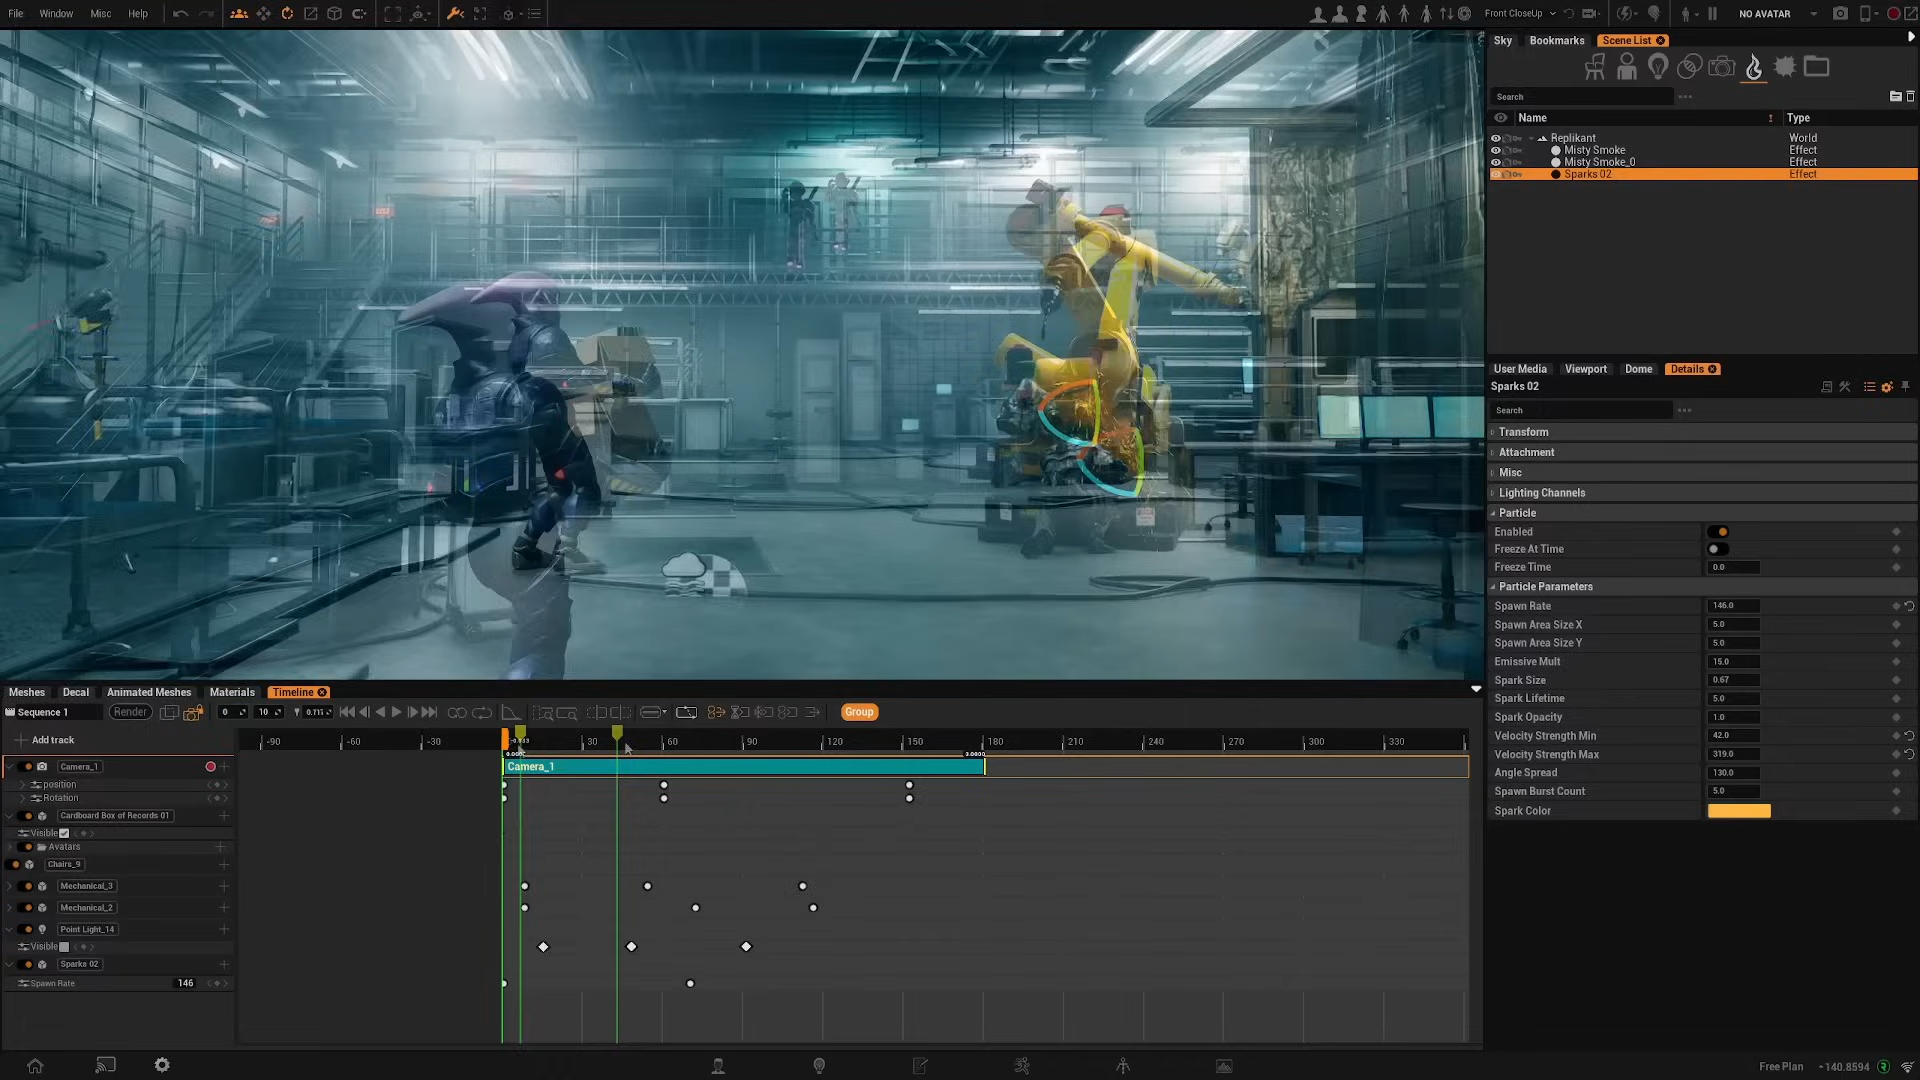 File Window Misc Help
Front CloseUp
NO AVATAR
Sky Bookmarks Scene List
Search
Name Type
Replikant World
Misty Smoke Effect
Misty Smoke_0 Effect
Sparks 02 Effect
User Media Viewport Dome Details
Sparks 02
Search
Transform
Attachment
Misc
Lighting Channels
Particle
Enabled
Freeze At Time
Freeze Time 0.0
Particle Parameters
Spawn Rate 146.0
Spawn Area Size X 5.0
Spawn Area Size Y 5.0
Emissive Mult 15.0
Spark Size 0.67
Spark Lifetime 5.0
Spark Opacity 1.0
Velocity Strength Min 42.0
Velocity Strength Max 319.0
Angle Spread 130.0
Spawn Burst Count 5.0
Spark Color
Meshes Decal Animated Meshes Materials Timeline
Sequence 1 Render 0 10 0.717 Group
Add track
-90 -60 -30 30 60 90 120 150 180 210 240 270 300 330
3.0000
Camera_1 Camera_1
position
Rotation
Cardboard Box of Records 01
Visible
Avatars
Chairs_9
Mechanical_3
Mechanical_2
Point Light_14
Visible
Sparks 02
Spawn Rate 146
Free Plan -140.8594